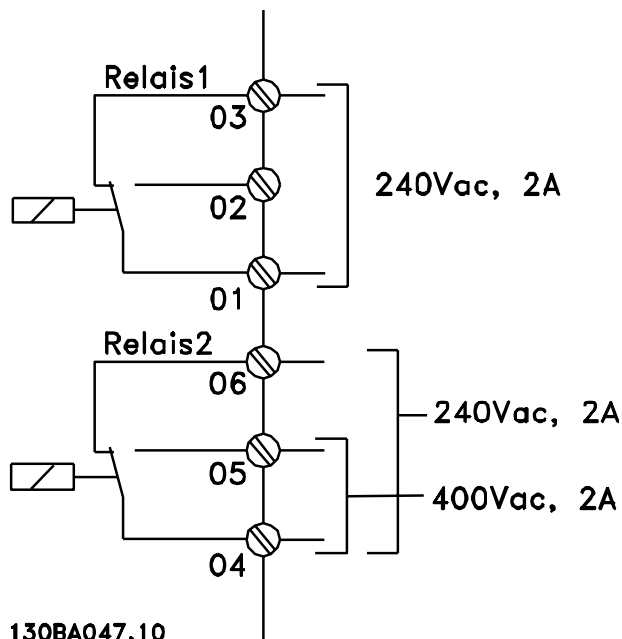 Relais1
03
02
240Vac, 2A
01
Relais2
06
240Vac, 2A
05
400Vac, 2A
04
130BA047.10